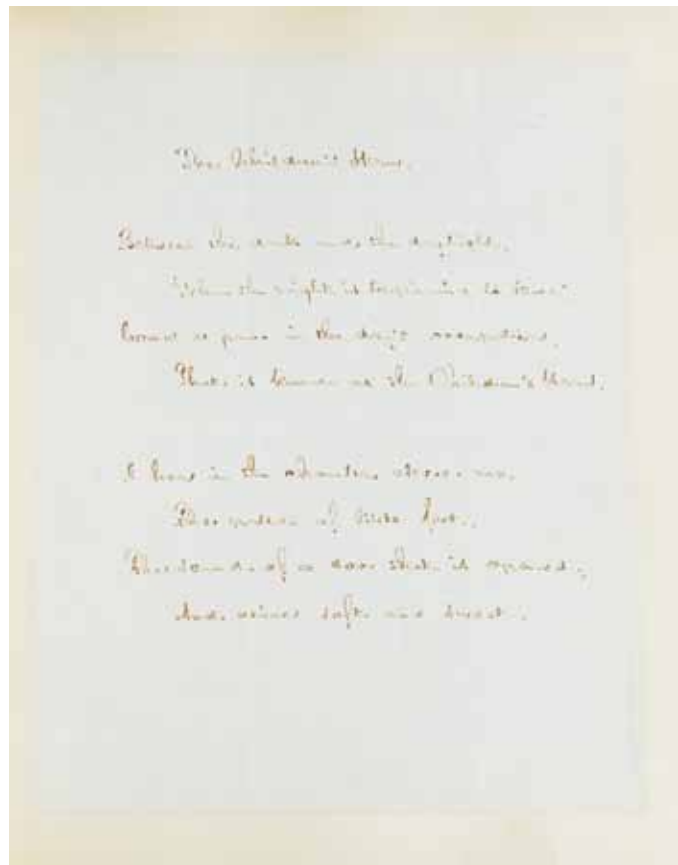 The Children's Hour.
Between the dark and the daylight,
When the night is beginning to lower,
Comes a pause in the day's occupations,
That is known as the Children's Hour.
I hear in the chamber above me
The patter of little feet,
The sound of a door that is opened,
And voices soft and sweet.